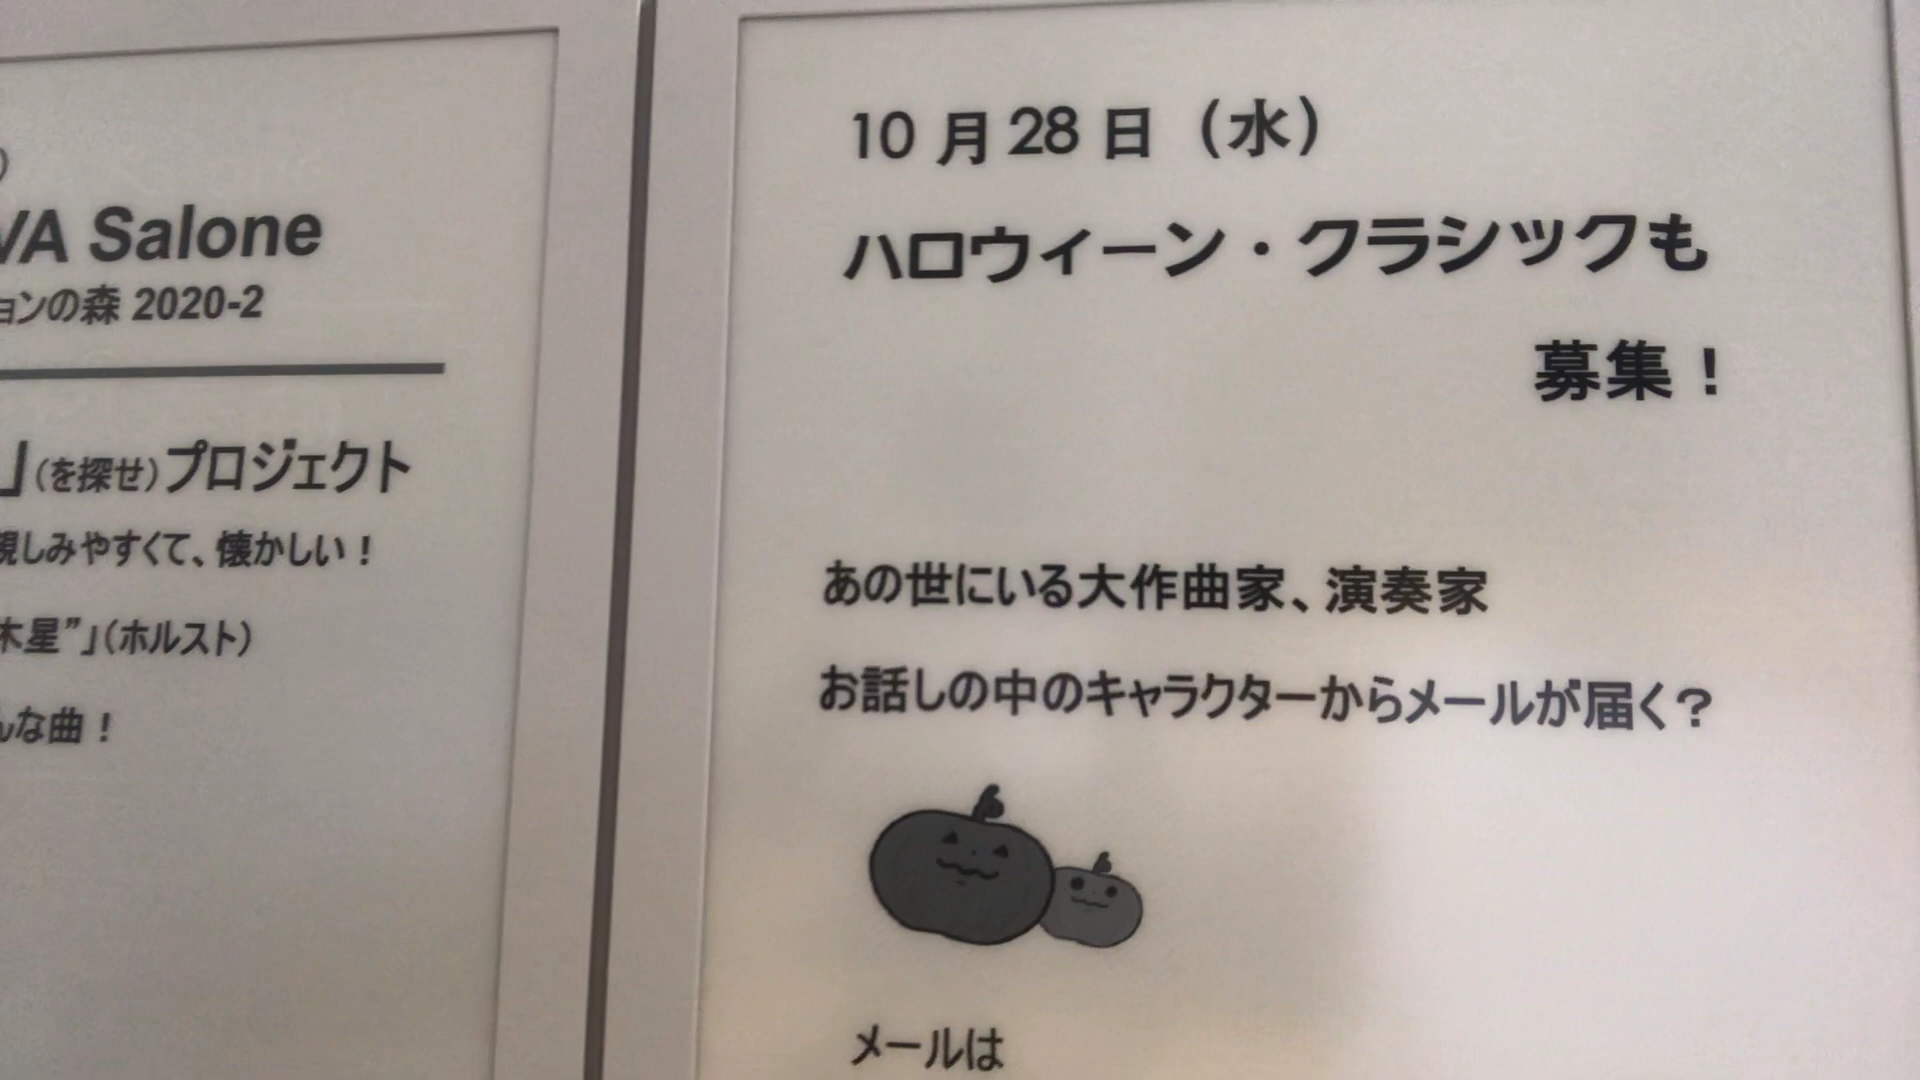 )
VA Salone
ョンの森 2020-2
」(を探せ)プロジェクト
親しみやすくて、懐かしい!
木星”」(ホルスト)
んな曲!
10月28日(水)
ハロウィーン・クラシックも
募集!
あの世にいる大作曲家、演奏家
お話しの中のキャラクターからメールが届く?
メールは